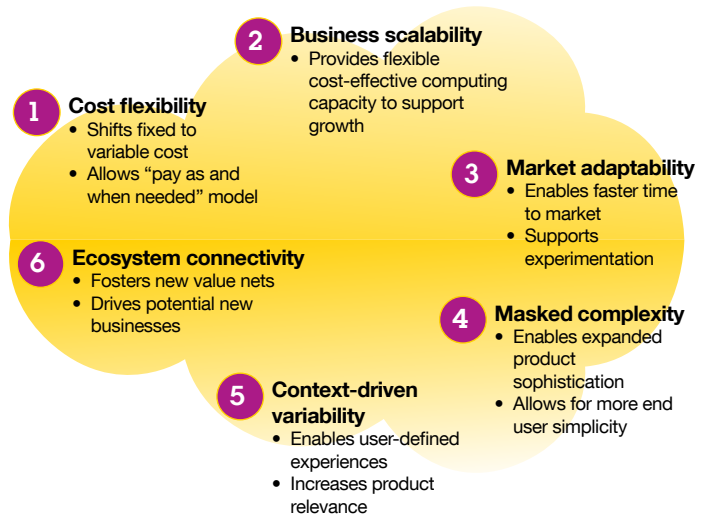 1
Cost flexibility
• Shifts fixed to
variable cost
• Allows “pay as and
when needed” model
2
Business scalability
• Provides flexible
cost-effective computing
capacity to support
growth
3
Market adaptability
• Enables faster time
to market
• Supports
experimentation
4
Masked complexity
• Enables expanded
product
sophistication
• Allows for more end
user simplicity
5
Context-driven
variability
• Enables user-defined
experiences
• Increases product
relevance
6
Ecosystem connectivity
• Fosters new value nets
• Drives potential new
businesses